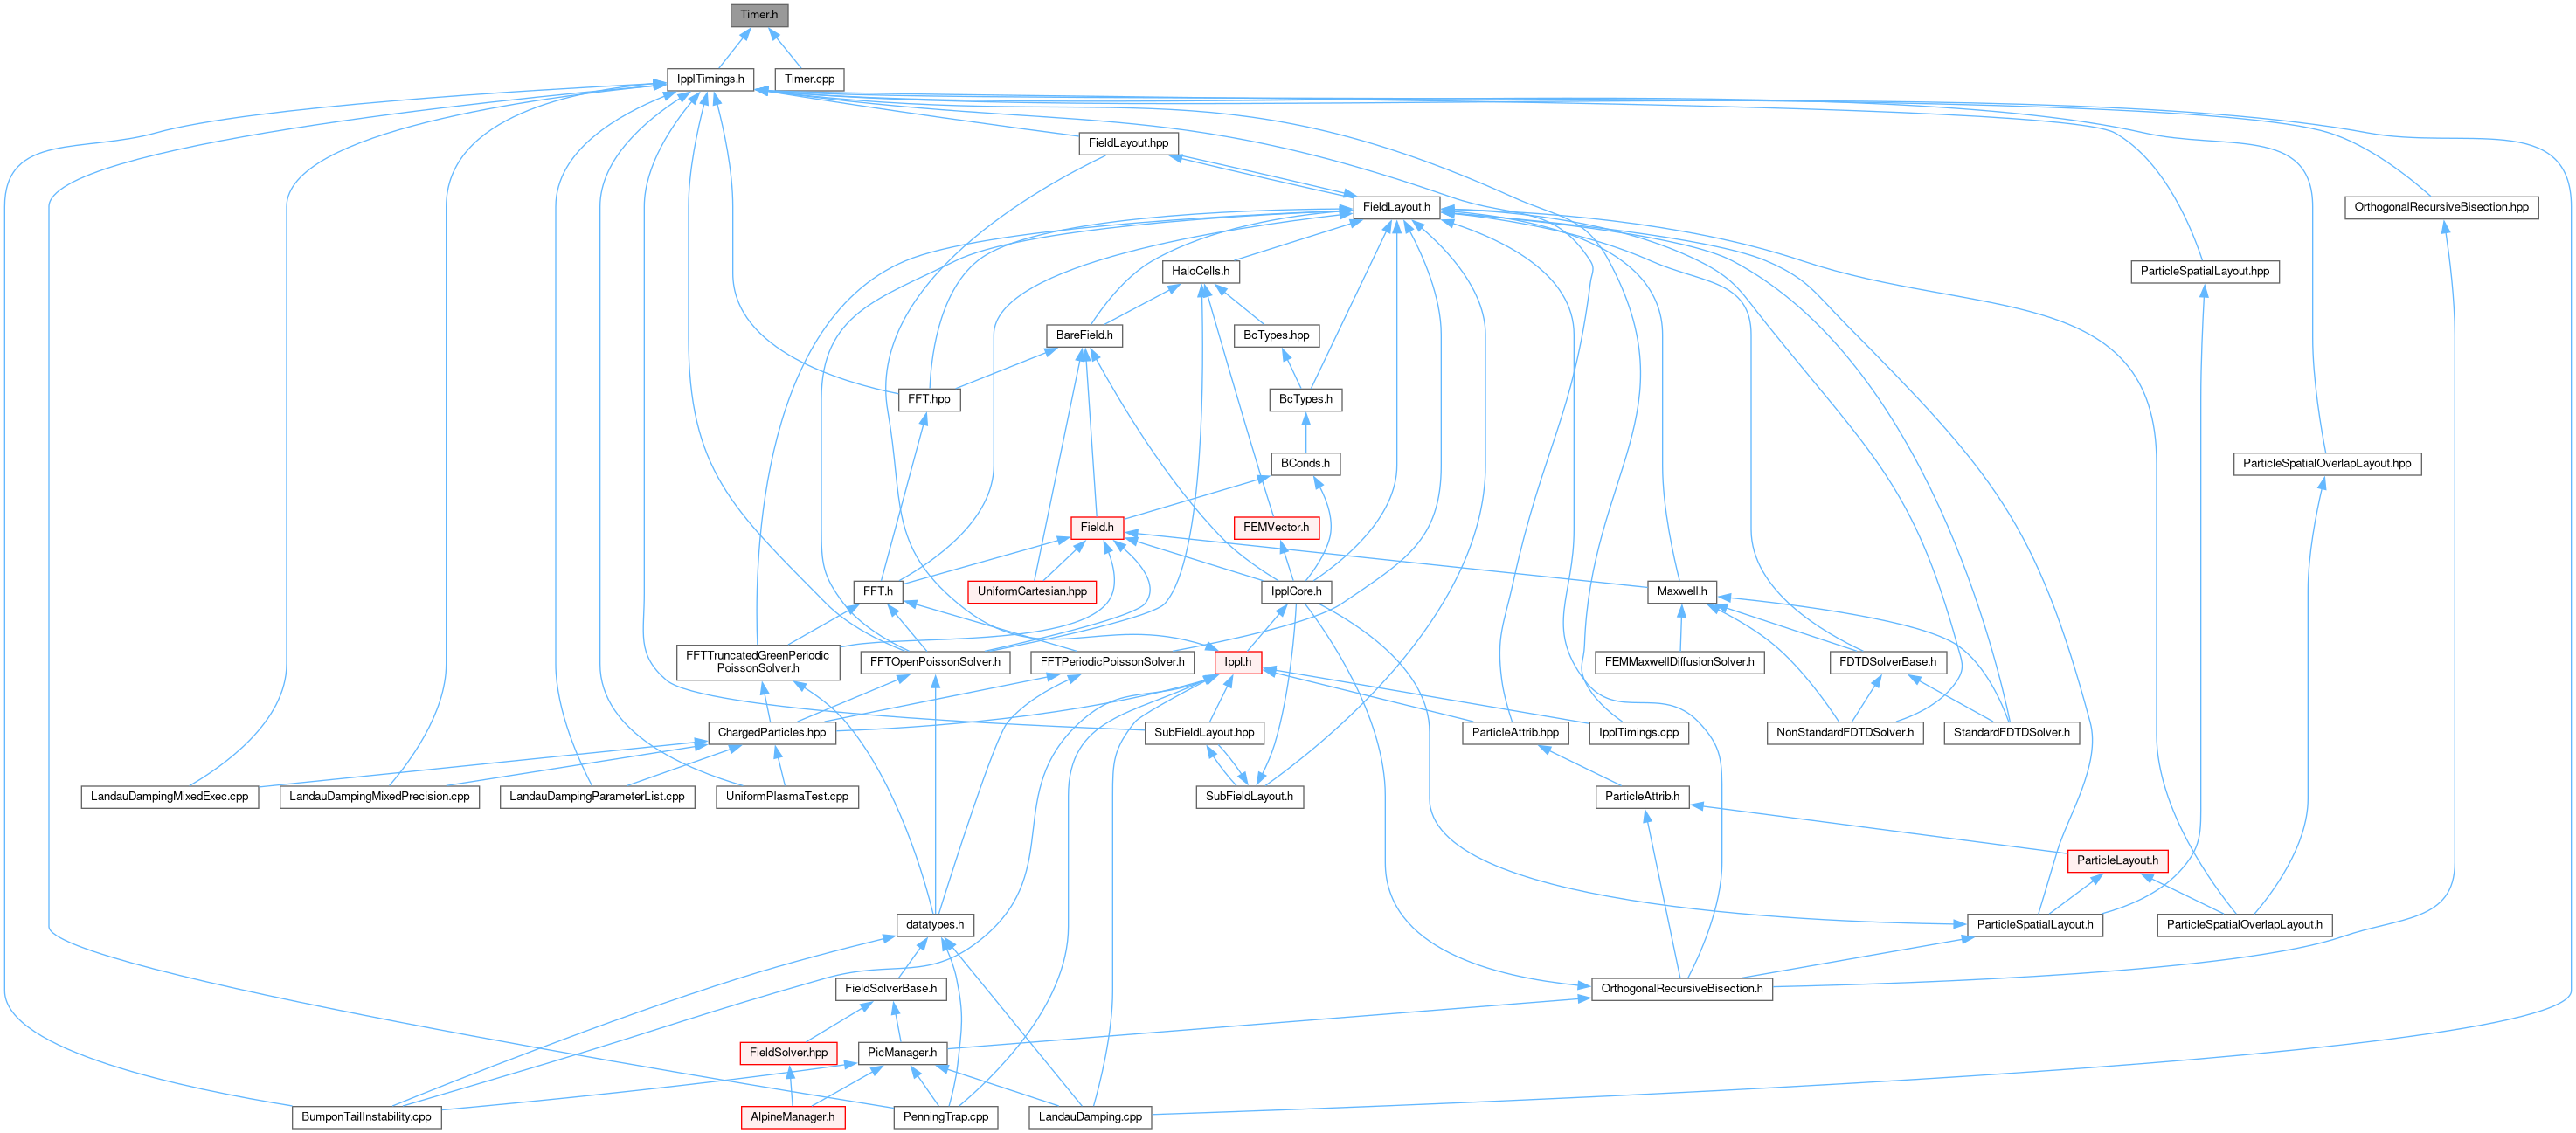 Timer.h
IpplTimings.h
Timer.cpp
FieldLayout.hpp
FieldLayout.h
OrthogonalRecursiveBisection.hpp
HaloCells.h
ParticleSpatialLayout.hpp
BareField.h
BcTypes.hpp
FFT.hpp
BcTypes.h
BConds.h
ParticleSpatialOverlapLayout.hpp
Field.h
FEMVector.h
FFT.h
UniformCartesian.hpp
IpplCore.h
Maxwell.h
FFTTruncatedGreenPeriodic
PoissonSolver.h
FFTOpenPoissonSolver.h
FFTPeriodicPoissonSolver.h
Ippl.h
FEMMaxwellDiffusionSolver.h
FDTDSolverBase.h
ChargedParticles.hpp
SubFieldLayout.hpp
ParticleAttrib.hpp
IpplTimings.cpp
NonStandardFDTDSolver.h
StandardFDTDSolver.h
LandauDampingMixedExec.cpp
LandauDampingMixedPrecision.cpp
LandauDampingParameterList.cpp
UniformPlasmaTest.cpp
SubFieldLayout.h
ParticleAttrib.h
ParticleLayout.h
datatypes.h
ParticleSpatialLayout.h
ParticleSpatialOverlapLayout.h
FieldSolverBase.h
OrthogonalRecursiveBisection.h
FieldSolver.hpp
PicManager.h
BumponTailInstability.cpp
AlpineManager.h
PenningTrap.cpp
LandauDamping.cpp